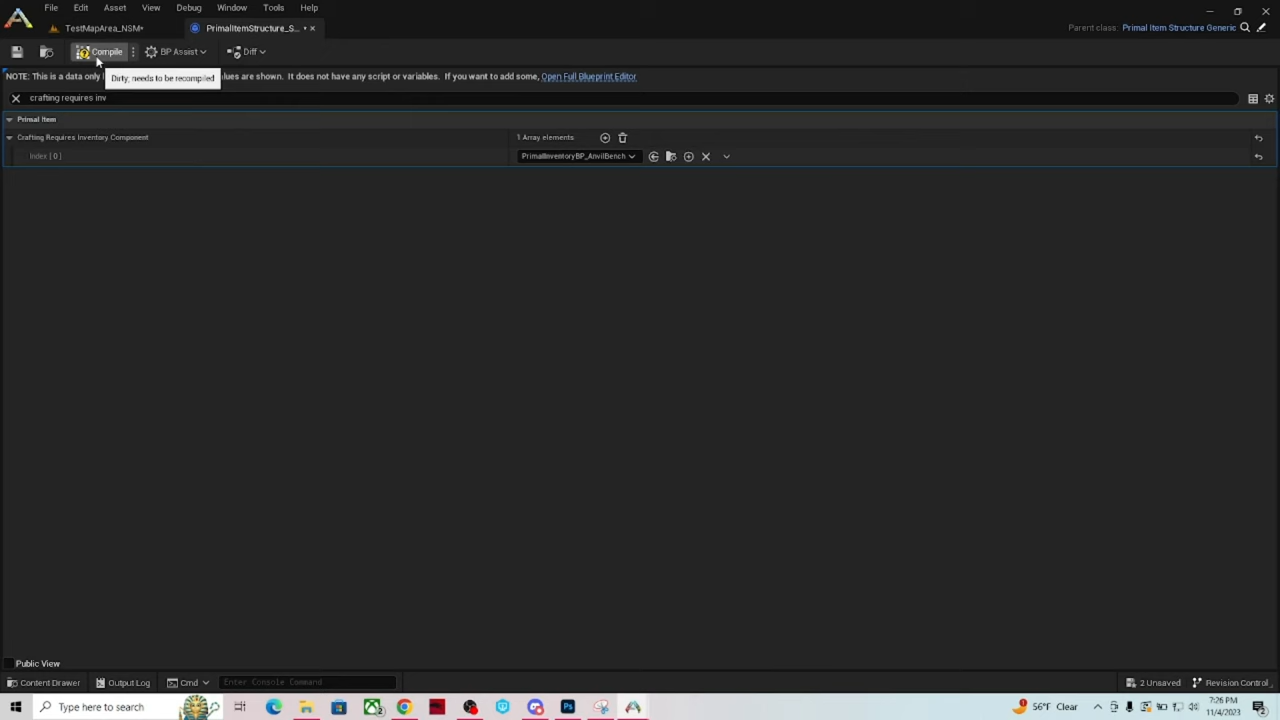 File Edit Asset View Debug Window Tools Help
TestMapArea_NSM*
PrimalItemStructure_S...
Parent class: Primal Item Structure Generic
Compile BP Assist Diff
NOTE: This is a data only
alues are shown. It does not have any script or variables. If you want to add some, Open Full Blueprint Editor
Dirty; needs to be recompiled
crafting requires inv
Primal Item
Crafting Requires Inventory Component 1 Array elements
Index [ 0 ] PrimalInventoryBP_AnvilBench
Public View
Content Drawer Output Log Cmd Enter Console Command 2 Unsaved Revision Control
Type here to search 56°F Clear 7:26 PM
11/4/2023